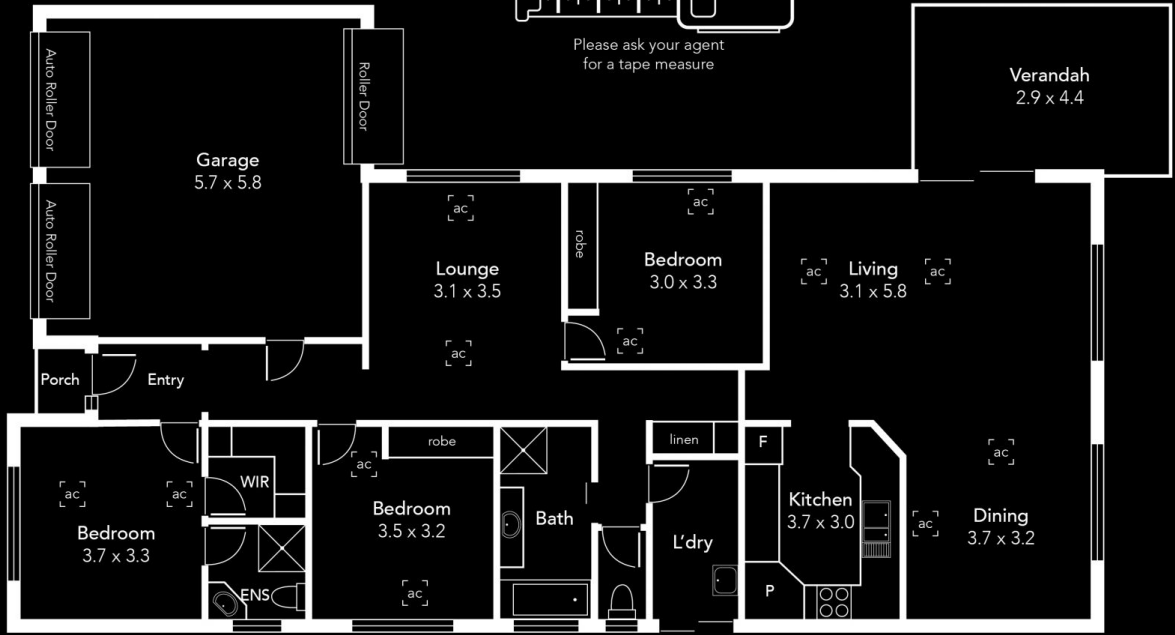 Please ask your agent
for a tape measure
Verandah
2.9 x 4.4
Auto Roller Door
Roller Door
Garage
5.7 x 5.8
Auto Roller Door
ac
ac
robe
Bedroom
3.0 x 3.3
Lounge
3.1 x 3.5
ac
Living
3.1 x 5.8
ac
ac
ac
Porch
Entry
robe
linen
F
ac
ac
ac
ac
WIR
Bedroom
3.5 x 3.2
Bath
Kitchen
3.7 x 3.0
Dining
3.7 x 3.2
ac
Bedroom
3.7 x 3.3
L'dry
ENS
ac
P